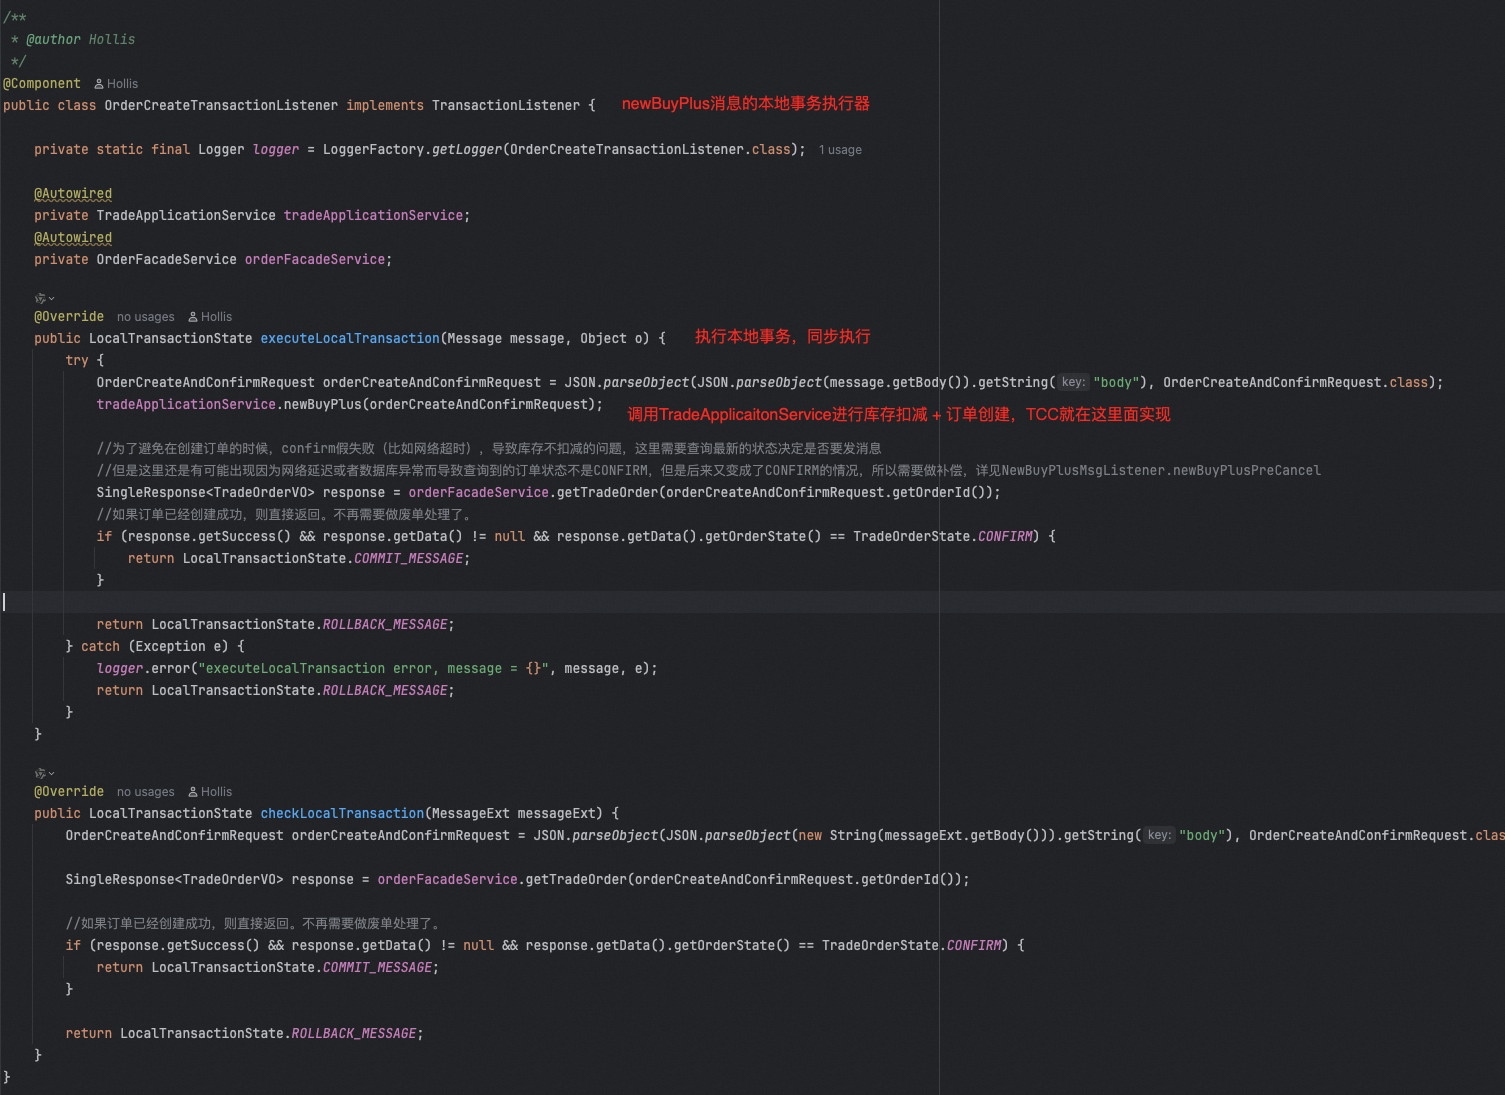 /**
 * @author Hollis
 */
@Component Hollis
public class OrderCreateTransactionListener implements TransactionListener { newBuyPlus消息的本地事务执行器
private static final Logger logger = LoggerFactory.getLogger(OrderCreateTransactionListener.class); 1 usage
@Autowired
private TradeApplicationService tradeApplicationService;
@Autowired
private OrderFacadeService orderFacadeService;
@Override no usages Hollis
public LocalTransactionState executeLocalTransaction(Message message, Object o) { 执行本地事务，同步执行
try {
OrderCreateAndConfirmRequest orderCreateAndConfirmRequest = JSON.parseObject(JSON.parseObject(message.getBody()).getString( key: "body"), OrderCreateAndConfirmRequest.class);
tradeApplicationService.newBuyPlus(orderCreateAndConfirmRequest); 调用TradeApplicaitonService进行库存扣减 + 订单创建，TCC就在这里面实现
//为了避免在创建订单的时候，confirm假失败（比如网络超时），导致库存不扣减的问题，这里需要查询最新的状态决定是否要发消息
//但是这里还是有可能出现因为网络延迟或者数据库异常而导致查询到的订单状态不是CONFIRM，但是后来又变成了CONFIRM的情况，所以需要做补偿，详见NewBuyPlusMsgListener.newBuyPlusPreCancel
SingleResponse<TradeOrderVO> response = orderFacadeService.getTradeOrder(orderCreateAndConfirmRequest.getOrderId());
//如果订单已经创建成功，则直接返回。不再需要做废单处理了。
if (response.getSuccess() && response.getData() != null && response.getData().getOrderState() == TradeOrderState.CONFIRM) {
return LocalTransactionState.COMMIT_MESSAGE;
}
return LocalTransactionState.ROLLBACK_MESSAGE;
} catch (Exception e) {
logger.error("executeLocalTransaction error, message = {}", message, e);
return LocalTransactionState.ROLLBACK_MESSAGE;
}
}
@Override no usages Hollis
public LocalTransactionState checkLocalTransaction(MessageExt messageExt) {
OrderCreateAndConfirmRequest orderCreateAndConfirmRequest = JSON.parseObject(JSON.parseObject(new String(messageExt.getBody())).getString( key: "body"), OrderCreateAndConfirmRequest.clas
SingleResponse<TradeOrderVO> response = orderFacadeService.getTradeOrder(orderCreateAndConfirmRequest.getOrderId());
//如果订单已经创建成功，则直接返回。不再需要做废单处理了。
if (response.getSuccess() && response.getData() != null && response.getData().getOrderState() == TradeOrderState.CONFIRM) {
return LocalTransactionState.COMMIT_MESSAGE;
}
return LocalTransactionState.ROLLBACK_MESSAGE;
}
}